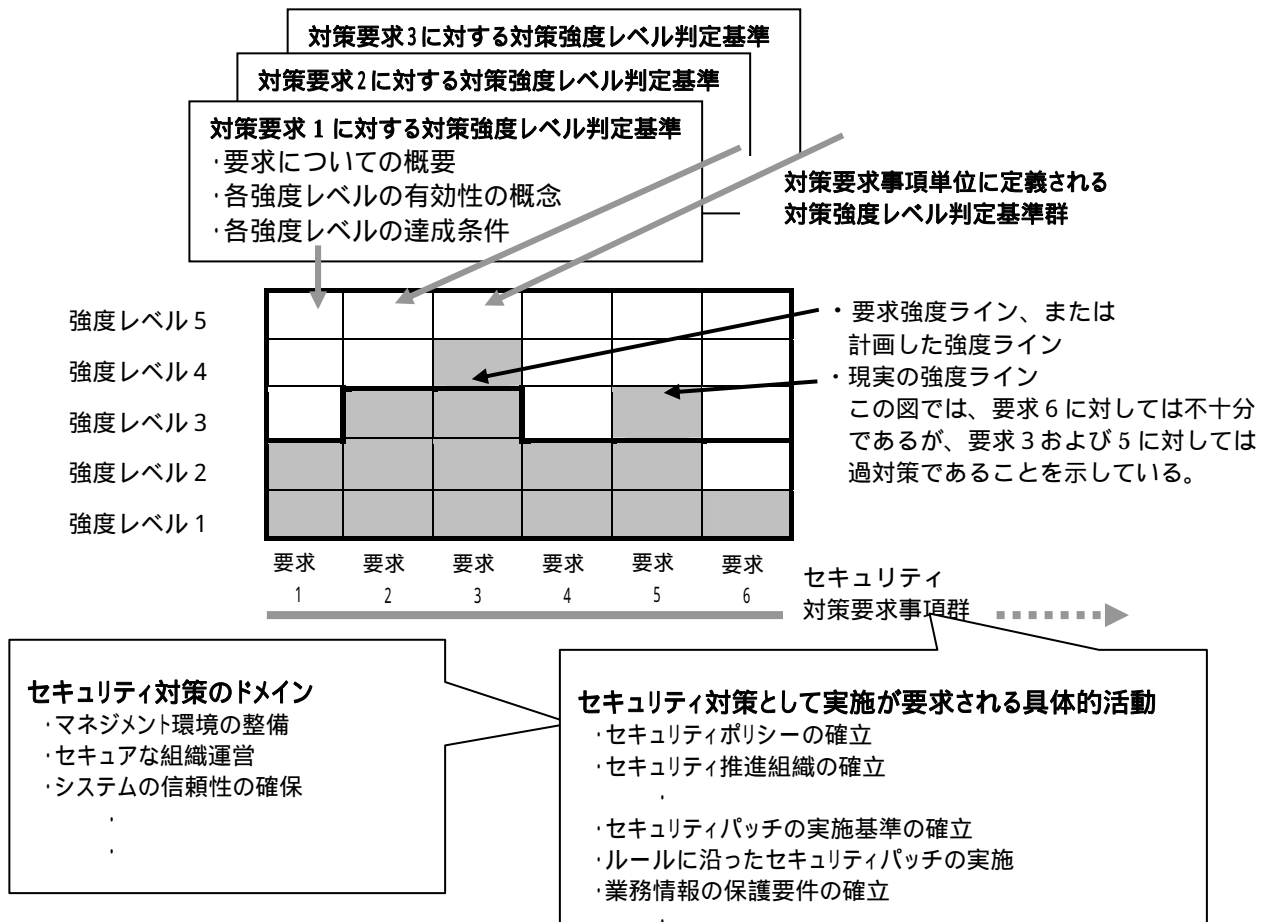 対策要求3に対する対策強度レベル判定基準
対策要求2に対する対策強度レベル判定基準
対策要求1に対する対策強度レベル判定基準
・要求についての概要
・各強度レベルの有効性の概念
・各強度レベルの達成条件
対策要求事項単位に定義される
対策強度レベル判定基準群
強度レベル5
強度レベル4
強度レベル3
強度レベル2
強度レベル1
・要求強度ライン、または
計画した強度ライン
・現実の強度ライン
この図では、要求6に対しては不十分
であるが、要求3および5に対しては
過対策であることを示している。
要求 要求 要求 要求 要求 要求
1 2 3 4 5 6
セキュリティ
対策要求事項群
セキュリティ対策のドメイン
・マネジメント環境の整備
・セキュアな組織運営
・システムの信頼性の確保
・
・
セキュリティ対策として実施が要求される具体的活動
・セキュリティポリシーの確立
・セキュリティ推進組織の確立
・
・セキュリティパッチの実施基準の確立
・ルールに沿ったセキュリティパッチの実施
・業務情報の保護要件の確立
・